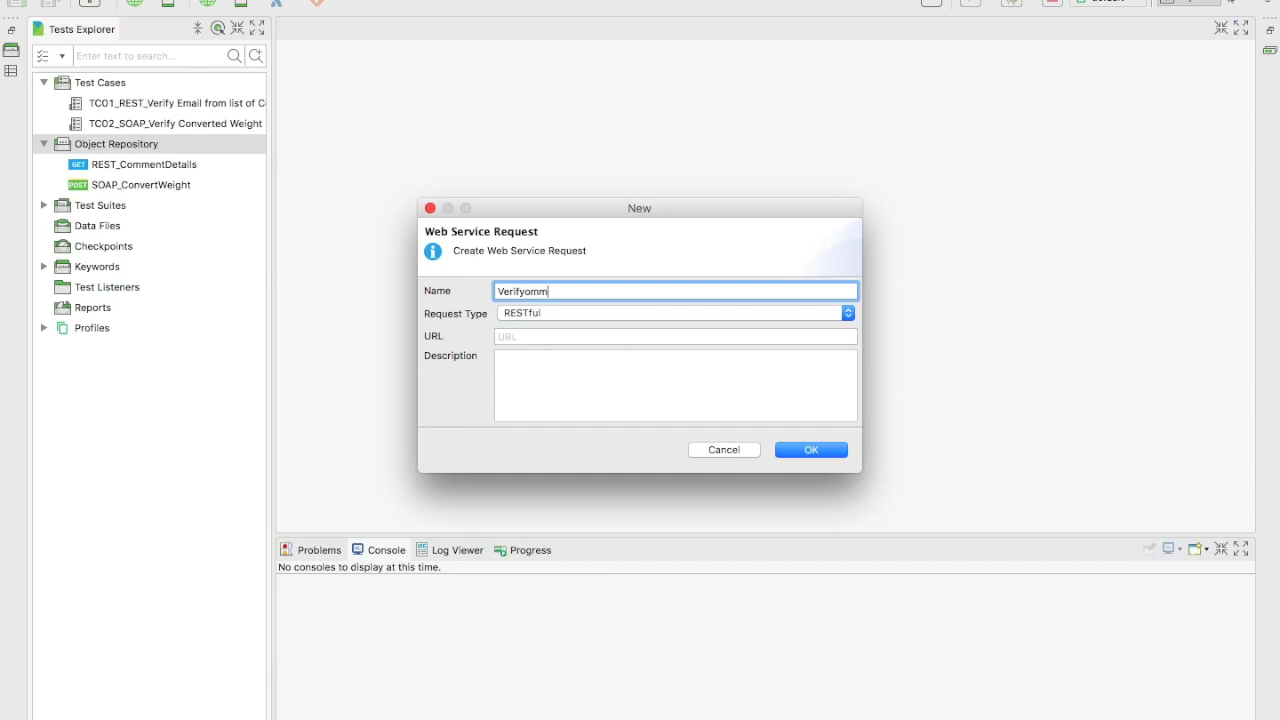 Tests Explorer
Enter text to search...
Test Cases
TC01_REST_Verify Email from list of C
TC02_SOAP_Verify Converted Weight
Object Repository
GET REST_CommentDetails
POST SOAP_ConvertWeight
Test Suites
Data Files
Checkpoints
Keywords
Test Listeners
Reports
Profiles
New
Web Service Request
Create Web Service Request
Name Verifyomm
Request Type RESTful
URL URL
Description
Cancel OK
Problems Console Log Viewer Progress
No consoles to display at this time.